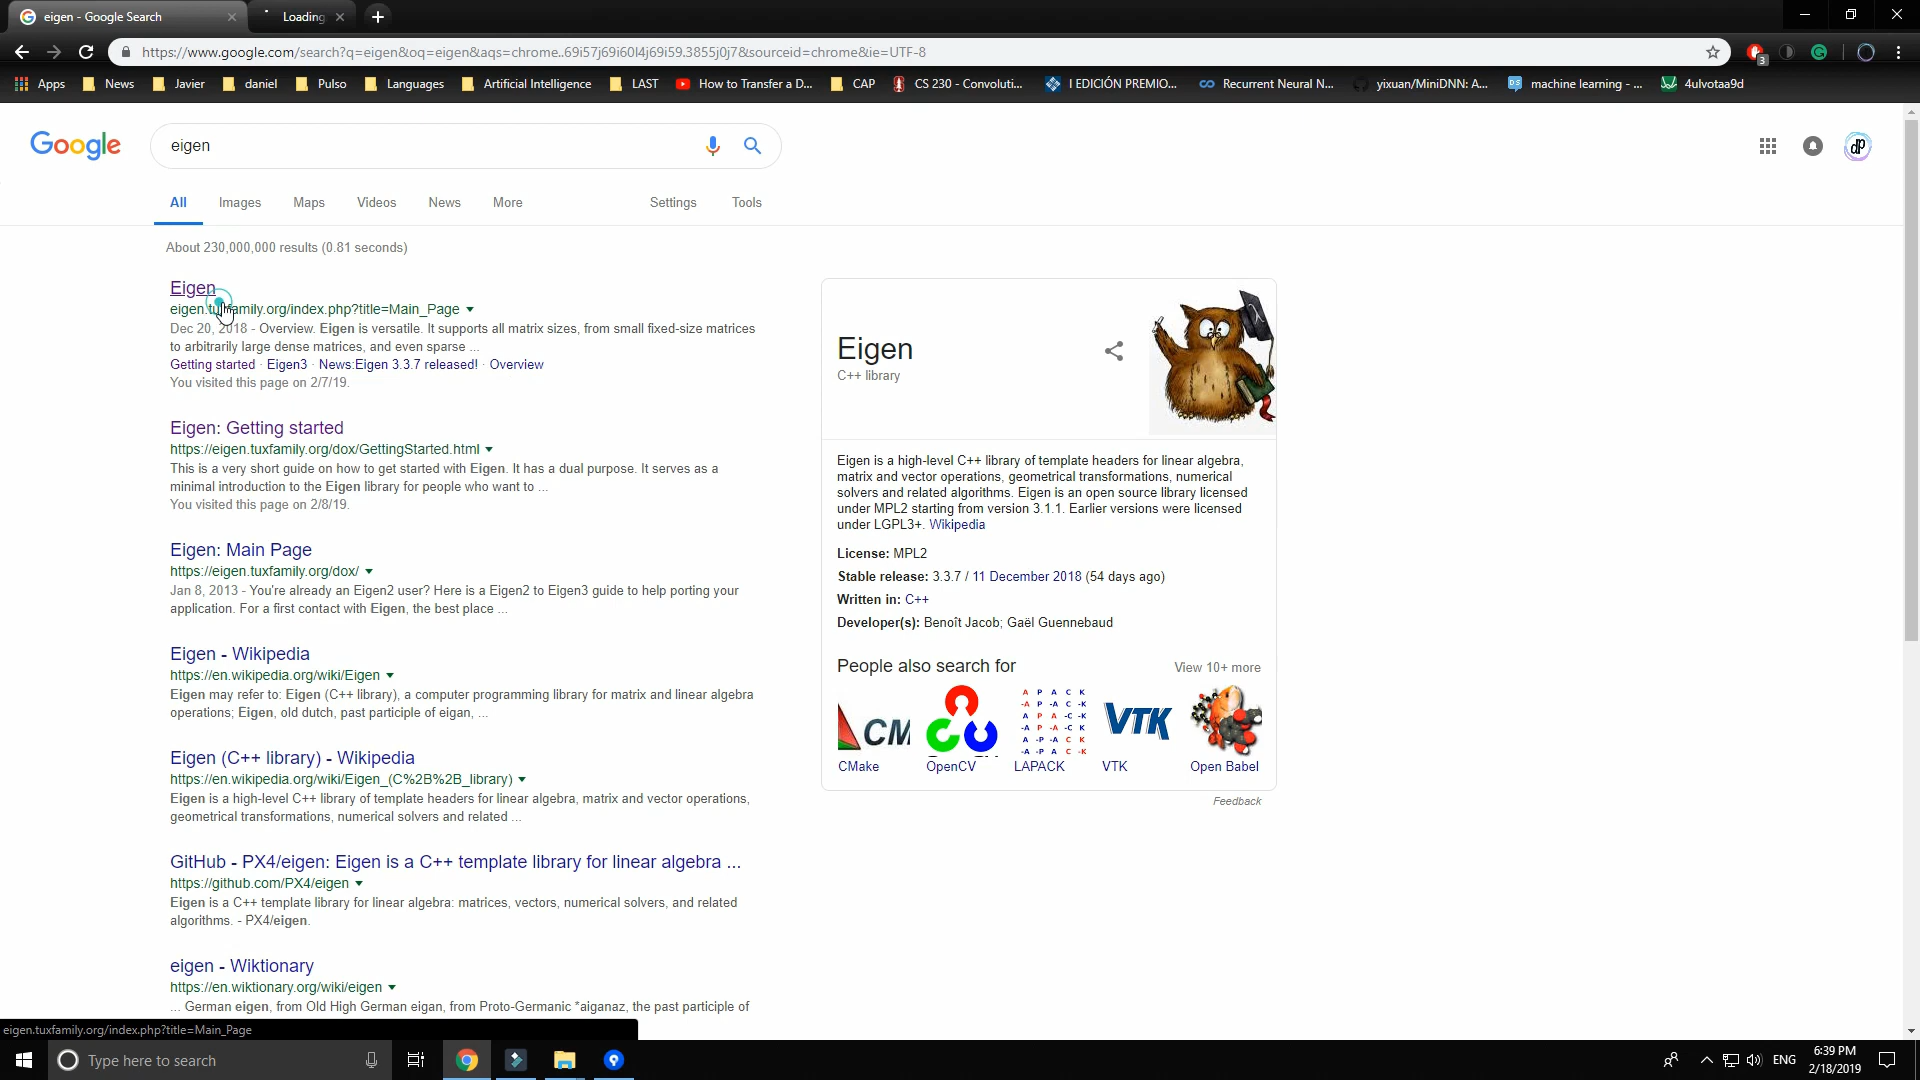 eigen - Google Search
Loading
https://www.google.com/search?q=eigen&oq=eigen&aqs=chrome..69i57j69i60l4j69i59.3855j0j7&sourceid=chrome&ie=UTF-8
3
Apps News Javier daniel Pulso Languages Artificial Intelligence LAST How to Transfer a D... CAP CS 230 - Convoluti... I EDICIÓN PREMIO... Recurrent Neural N... yixuan/MiniDNN: A... machine learning - ... 4ulvotaa9d
Google
eigen
dp
All Images Maps Videos News More Settings Tools
About 230,000,000 results (0.81 seconds)
Eigen
eigen.tuxfamily.org/index.php?title=Main_Page
Dec 20, 2018 - Overview. Eigen is versatile. It supports all matrix sizes, from small fixed-size matrices
to arbitrarily large dense matrices, and even sparse ...
Getting started · Eigen3 · News:Eigen 3.3.7 released! · Overview
You visited this page on 2/7/19.
Eigen: Getting started
https://eigen.tuxfamily.org/dox/GettingStarted.html
This is a very short guide on how to get started with Eigen. It has a dual purpose. It serves as a
minimal introduction to the Eigen library for people who want to ...
You visited this page on 2/8/19.
Eigen: Main Page
https://eigen.tuxfamily.org/dox/
Jan 8, 2013 - You're already an Eigen2 user? Here is a Eigen2 to Eigen3 guide to help porting your
application. For a first contact with Eigen, the best place ...
Eigen - Wikipedia
https://en.wikipedia.org/wiki/Eigen
Eigen may refer to: Eigen (C++ library), a computer programming library for matrix and linear algebra
operations; Eigen, old dutch, past participle of eigan, ...
Eigen (C++ library) - Wikipedia
https://en.wikipedia.org/wiki/Eigen_(C%2B%2B_library)
Eigen is a high-level C++ library of template headers for linear algebra, matrix and vector operations,
geometrical transformations, numerical solvers and related ...
GitHub - PX4/eigen: Eigen is a C++ template library for linear algebra ...
https://github.com/PX4/eigen
Eigen is a C++ template library for linear algebra: matrices, vectors, numerical solvers, and related
algorithms. - PX4/eigen.
eigen - Wiktionary
https://en.wiktionary.org/wiki/eigen
... German eigen, from Old High German eigan, from Proto-Germanic *aiganaz, the past participle of
Eigen
C++ library
Eigen is a high-level C++ library of template headers for linear algebra,
matrix and vector operations, geometrical transformations, numerical
solvers and related algorithms. Eigen is an open source library licensed
under MPL2 starting from version 3.1.1. Earlier versions were licensed
under LGPL3+. Wikipedia
License: MPL2
Stable release: 3.3.7 / 11 December 2018 (54 days ago)
Written in: C++
Developer(s): Benoît Jacob; Gaël Guennebaud
People also search for View 10+ more
CM
A P A C K
-A P -A C -K
A P A -C -K
-A P -A -C K
A -P -A C K
-A -P A C -K
VTK
CMake OpenCV LAPACK VTK Open Babel
Feedback
eigen.tuxfamily.org/index.php?title=Main_Page
Type here to search
ENG
6:39 PM
2/18/2019